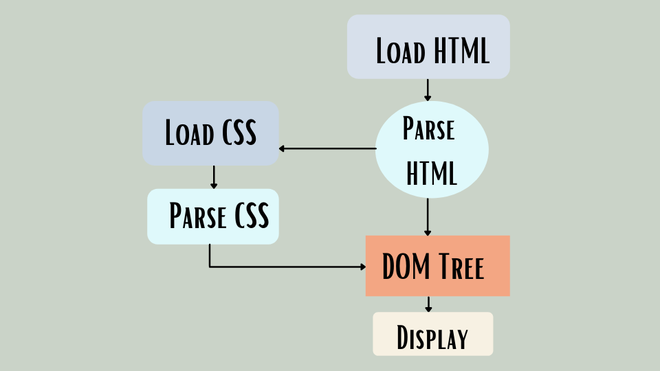 Load HTML
Parse
HTML
Load CSS
Parse CSS
DOM Tree
Display